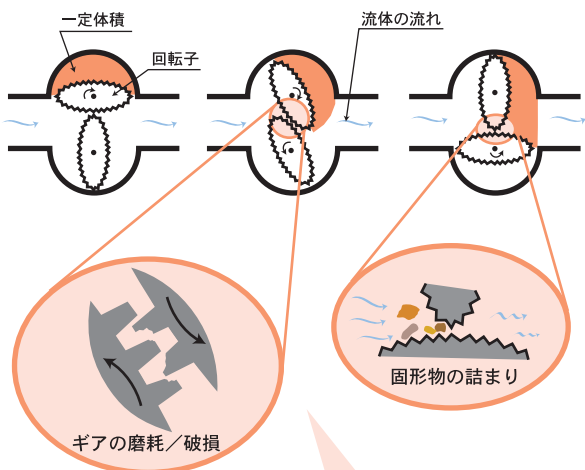 一定体積
回転子
流体の流れ
ギアの磨耗／破損
固形物の詰まり